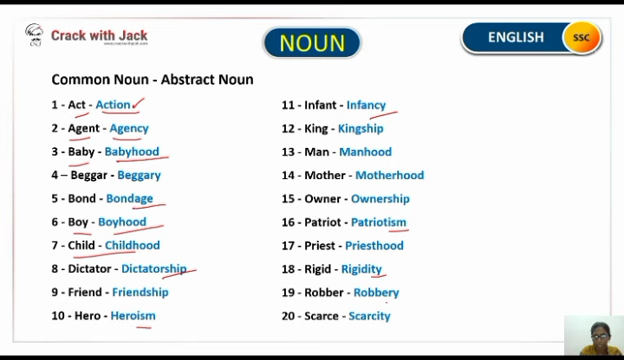 Crack with Jack
NOUN
ENGLISH
SSC
Common Noun - Abstract Noun
1 - Act - Action
2 - Agent - Agency
3 - Baby - Babyhood
4 – Beggar - Beggary
5 - Bond - Bondage
6 - Boy - Boyhood
7 - Child - Childhood
8 - Dictator - Dictatorship
9 - Friend - Friendship
10 - Hero - Heroism
11 - Infant - Infancy
12 - King - Kingship
13 - Man - Manhood
14 - Mother - Motherhood
15 - Owner - Ownership
16 - Patriot - Patriotism
17 - Priest - Priesthood
18 - Rigid - Rigidity
19 - Robber - Robbery
20 - Scarce - Scarcity